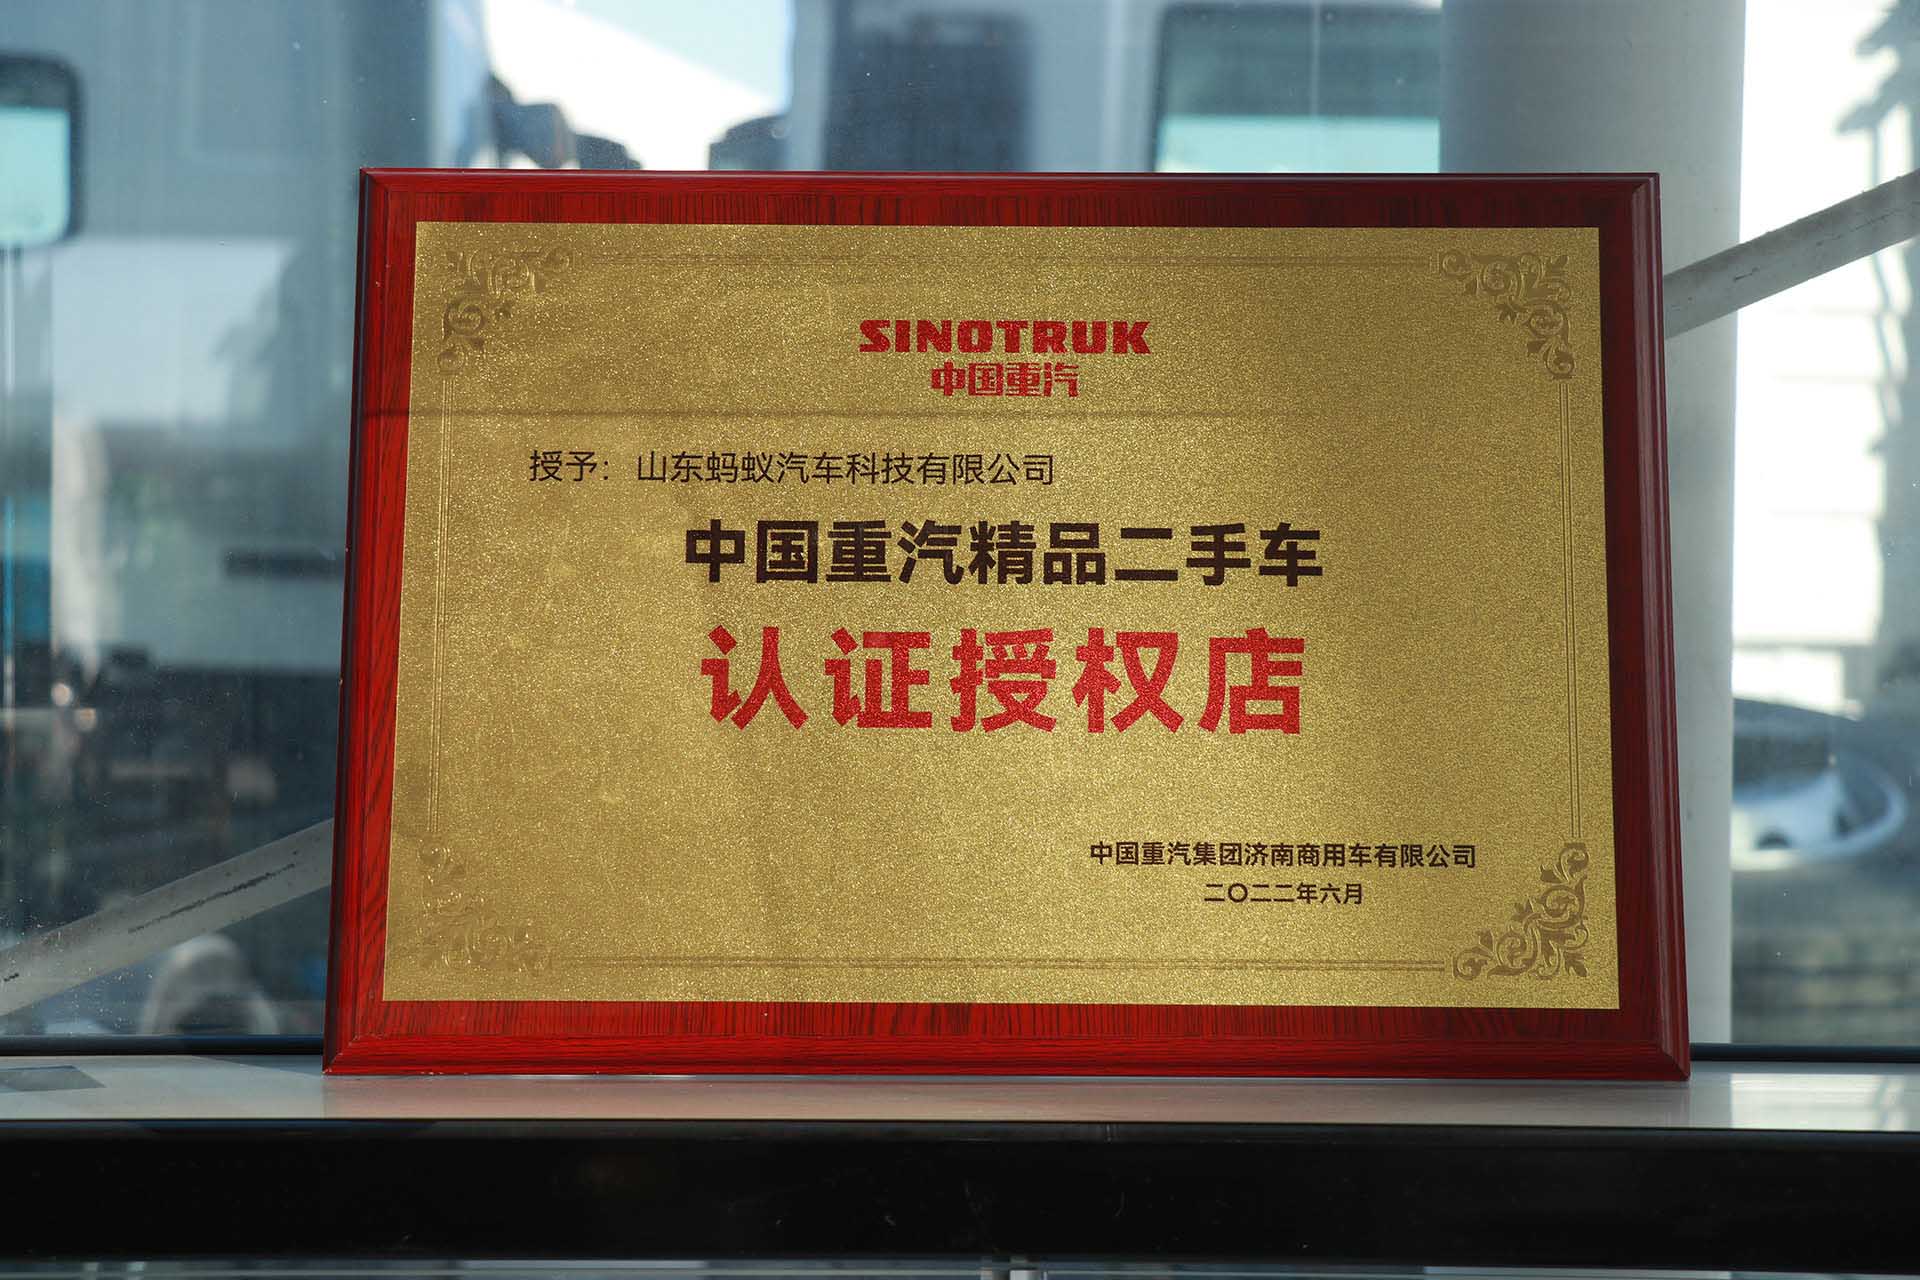 SINOTRUK
中国重汽
授予：山东蚂蚁汽车科技有限公司
中国重汽精品二手车
认证授权店
中国重汽集团济南商用车有限公司
二〇二二年六月